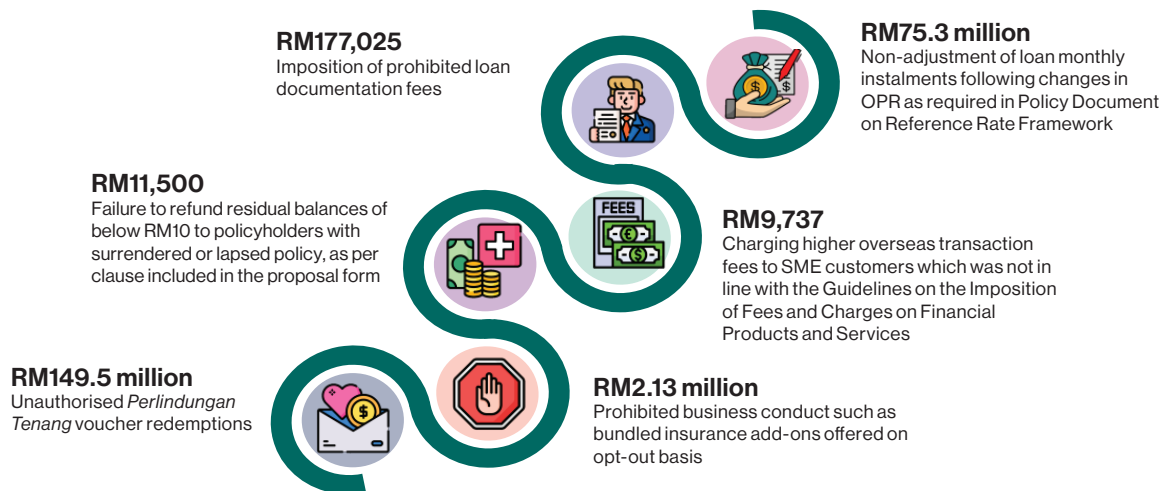 RM177,025
Imposition of prohibited loan
documentation fees
RM75.3 million
Non-adjustment of loan monthly
instalments following changes in
OPR as required in Policy Document
on Reference Rate Framework
RM11,500
Failure to refund residual balances of
below RM10 to policyholders with
surrendered or lapsed policy, as per
clause included in the proposal form
FEES
RM9,737
Charging higher overseas transaction
fees to SME customers which was not in
line with the Guidelines on the Imposition
of Fees and Charges on Financial
Products and Services
RM149.5 million
Unauthorised Perlindungan
Tenang voucher redemptions
RM2.13 million
Prohibited business conduct such as
bundled insurance add-ons offered on
opt-out basis